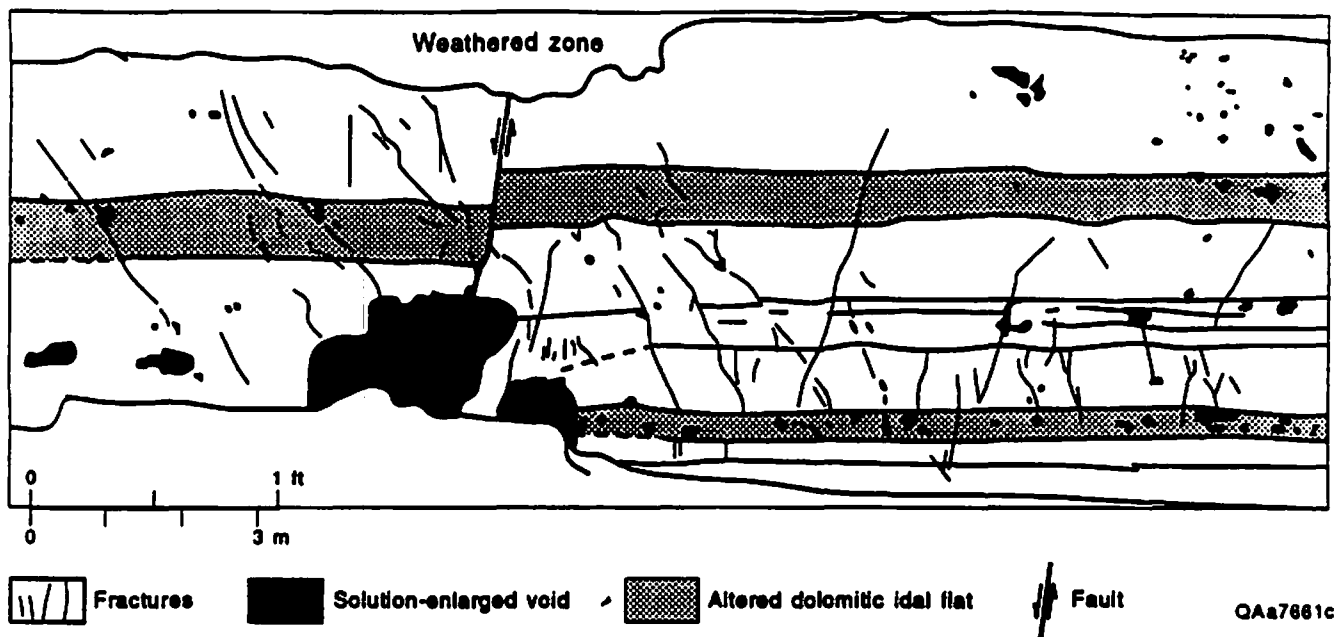 Weathered zone
0 1 ft
0 3 m
Fractures
Solution-enlarged void
Altered dolomitic idal flat
Fault
QAa7661c